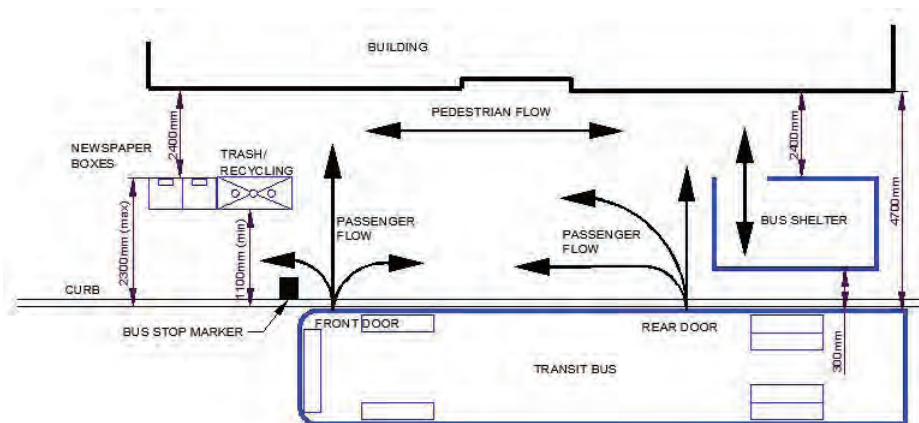 BUILDING
PEDESTRIAN FLOW
NEWSPAPER
BOXES
2400mm
TRASH/
RECYCLING
2400mm
4700mm
2300mm (max)
1100mm (min)
PASSENGER
FLOW
PASSENGER
FLOW
BUS SHELTER
CURB
BUS STOP MARKER
FRONT DOOR
REAR DOOR
300mm
TRANSIT BUS